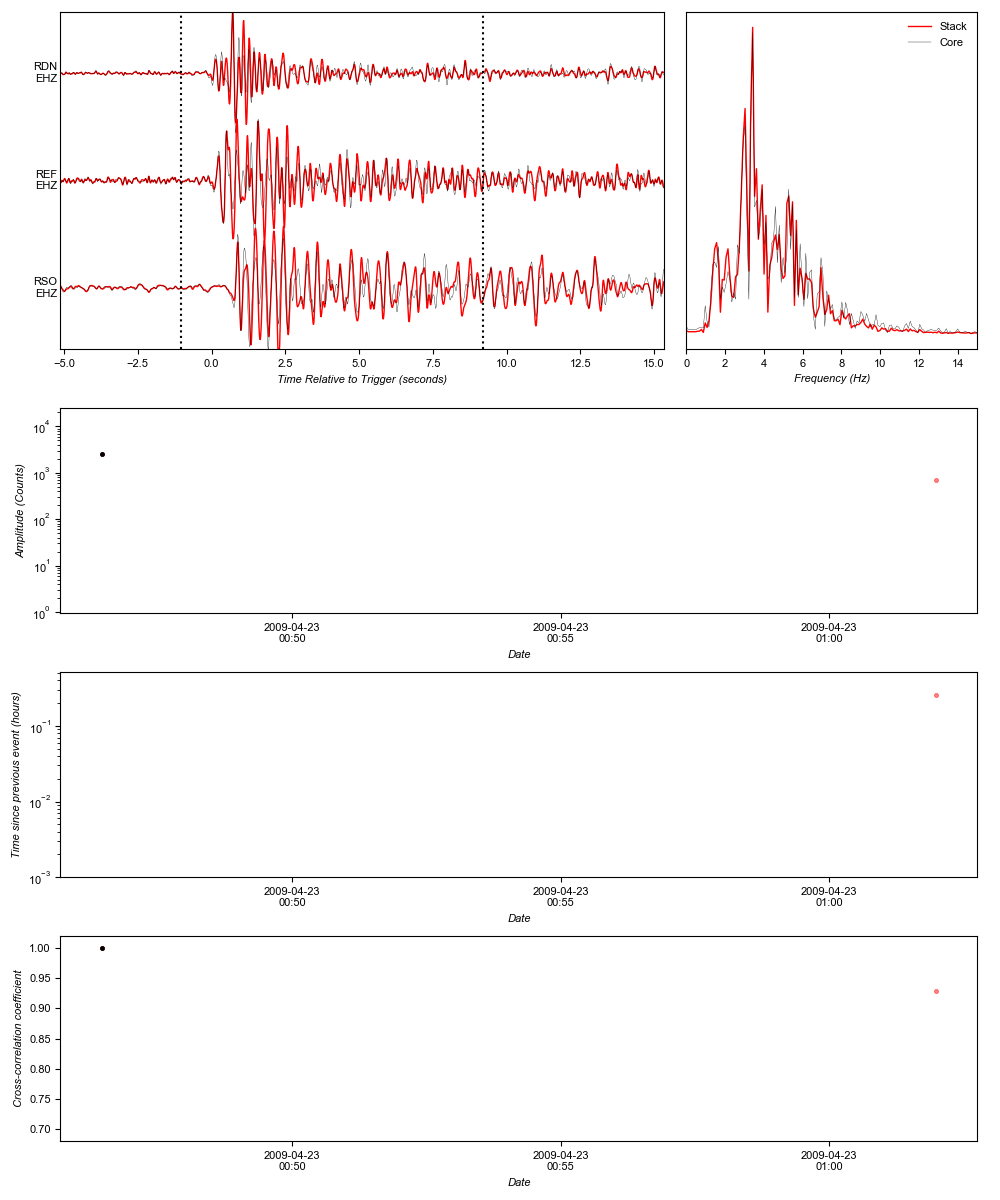 RDN
EHZ
REF
EHZ
RSO
EHZ
−5.0 −2.5 0.0 2.5 5.0 7.5 10.0 12.5 15.0
Time Relative to Trigger (seconds)
Stack
Core
0 2 4 6 8 10 12 14
Frequency (Hz)
10⁴
10³
10²
10¹
10⁰
Amplitude (Counts)
2009-04-23 2009-04-23 2009-04-23
00:50 00:55 01:00
Date
10⁻¹
10⁻²
10⁻³
Time since previous event (hours)
2009-04-23 2009-04-23 2009-04-23
00:50 00:55 01:00
Date
1.00
0.95
0.90
0.85
0.80
0.75
0.70
Cross-correlation coefficient
2009-04-23 2009-04-23 2009-04-23
00:50 00:55 01:00
Date